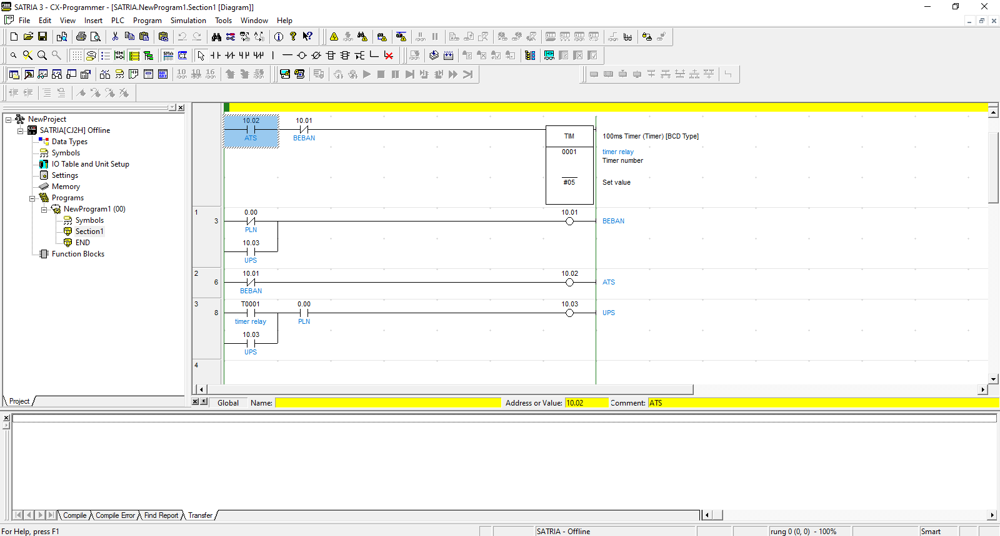 SATRIA 3 - CX-Programmer - [SATRIA.NewProgram1.Section1 [Diagram]]
File Edit View Insert PLC Program Simulation Tools Window Help
SMA CI
10 10 16
NewProject
SATRIA[CJ2H] Offline
Data Types
Symbols
IO Table and Unit Setup
Settings
Memory
Programs
NewProgram1 (00)
Symbols
Section1
END
Function Blocks
Project
10.02 10.01
ATS BEBAN
TIM 100ms Timer (Timer) [BCD Type]
0001 timer relay
Timer number
#05 Set value
1 0.00 10.01
3 BEBAN
PLN
10.03
UPS
2 10.01 10.02
6 ATS
BEBAN
3 T0001 0.00 10.03
8 UPS
timer relay PLN
10.03
UPS
4
Global Name: Address or Value: 10.02 Comment: ATS
Compile Compile Error Find Report Transfer
For Help, press F1 SATRIA - Offline rung 0 (0, 0) - 100% Smart